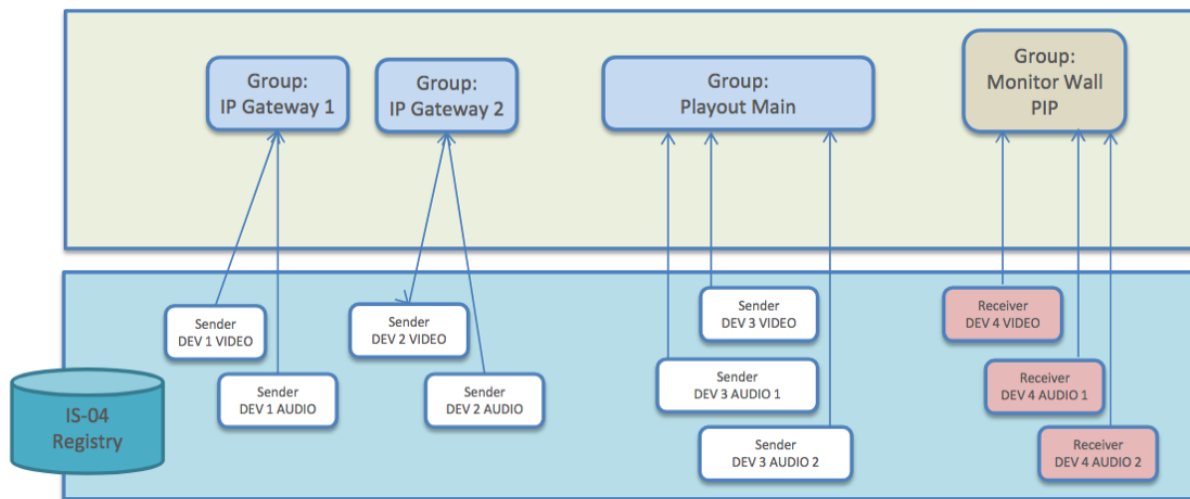 Group:
IP Gateway 1
Group:
IP Gateway 2
Group:
Playout Main
Group:
Monitor Wall
PIP
Sender
DEV 1 VIDEO
Sender
DEV 1 AUDIO
Sender
DEV 2 VIDEO
Sender
DEV 2 AUDIO
Sender
DEV 3 VIDEO
Sender
DEV 3 AUDIO 1
Sender
DEV 3 AUDIO 2
Receiver
DEV 4 VIDEO
Receiver
DEV 4 AUDIO 1
Receiver
DEV 4 AUDIO 2
IS-04
Registry